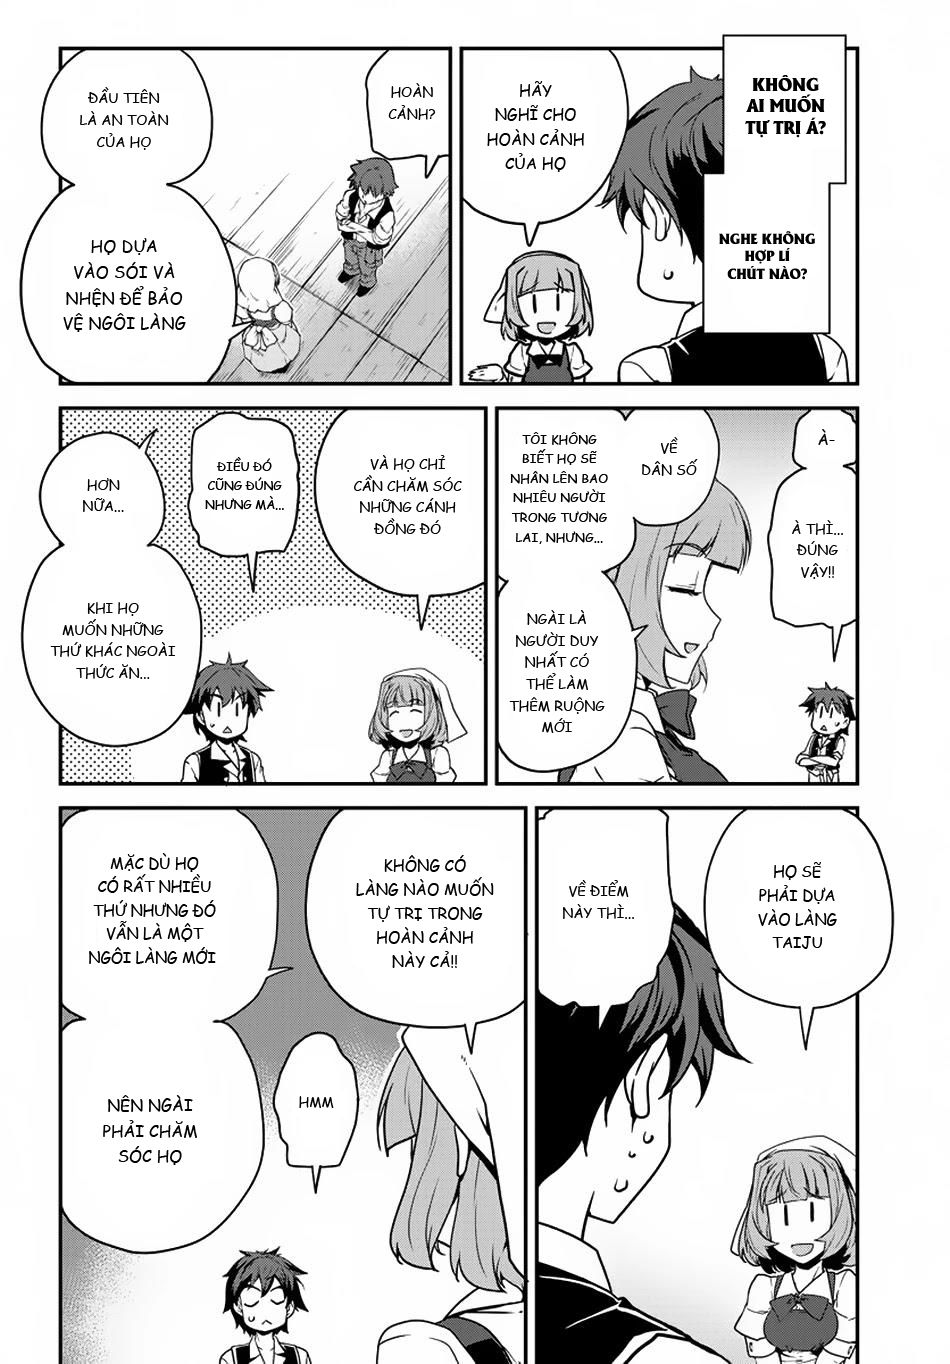 KHÔNG
AI MUỐN
TỰ TRỊ Á?
NGHE KHÔNG
HỢP LÍ
CHÚT NÀO?
HÃY
NGHĨ CHO
HOÀN CẢNH
CỦA HỌ
HOÀN
CẢNH?
ĐẦU TIÊN
LÀ AN TOÀN
CỦA HỌ
HỌ DỰA
VÀO SÓI VÀ
NHỆN ĐỂ BẢO
VỆ NGÔI LÀNG
À-
À THÌ...
ĐÚNG
VẬY!!
VỀ
DÂN SỐ
TÔI KHÔNG
BIẾT HỌ SẼ
NHÂN LÊN BAO
NHIÊU NGƯỜI
TRONG TƯƠNG
LAI, NHƯNG...
NGÀI LÀ
NGƯỜI DUY
NHẤT CÓ
THỂ LÀM
THÊM RUỘNG
MỚI
VÀ HỌ CHỈ
CẦN CHĂM SÓC
NHỮNG CÁNH
ĐỒNG ĐÓ
ĐIỀU ĐÓ
CŨNG ĐÚNG
NHƯNG MÀ...
HƠN
NỮA...
KHI HỌ
MUỐN NHỮNG
THỨ KHÁC NGOÀI
THỨC ĂN...
HỌ SẼ
PHẢI DỰA
VÀO LÀNG
TAIJU
VỀ ĐIỂM
NÀY THÌ...
KHÔNG CÓ
LÀNG NÀO MUỐN
TỰ TRỊ TRONG
HOÀN CẢNH
NÀY CẢ!!
HMM
MẶC DÙ HỌ
CÓ RẤT NHIỀU
THỨ NHƯNG ĐÓ
VẪN LÀ MỘT
NGÔI LÀNG MỚI
NÊN NGÀI
PHẢI CHĂM
SÓC HỌ